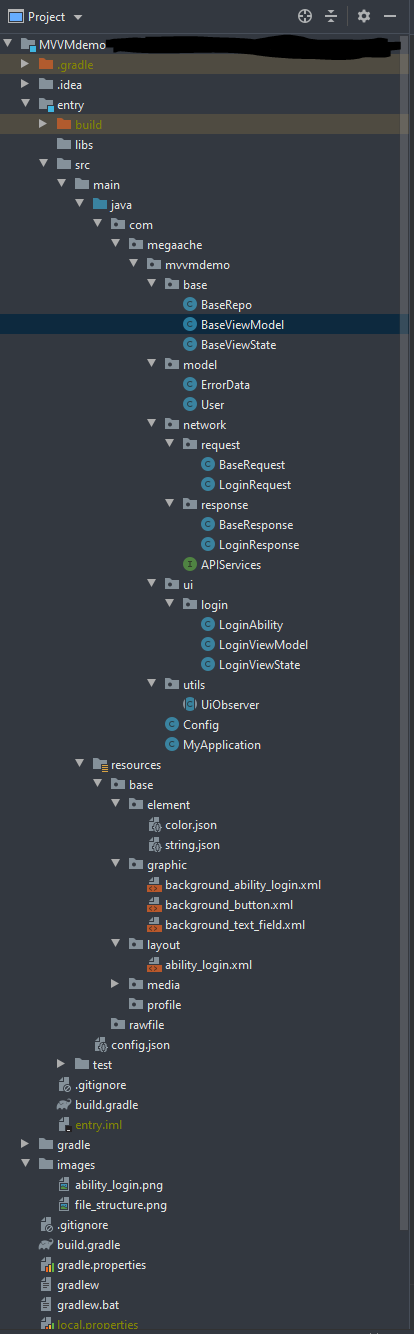 Project
MVVMdemo
.gradle
.idea
entry
build
libs
src
main
java
com
megaache
mvvmdemo
base
BaseRepo
BaseViewModel
BaseViewState
model
ErrorData
User
network
request
BaseRequest
LoginRequest
response
BaseResponse
LoginResponse
APIServices
ui
login
LoginAbility
LoginViewModel
LoginViewState
utils
UiObserver
Config
MyApplication
resources
base
element
color.json
string.json
graphic
background_ability_login.xml
background_button.xml
background_text_field.xml
layout
ability_login.xml
media
profile
rawfile
config.json
test
.gitignore
build.gradle
entry.iml
gradle
images
ability_login.png
file_structure.png
.gitignore
build.gradle
gradle.properties
gradlew
gradlew.bat
local.properties